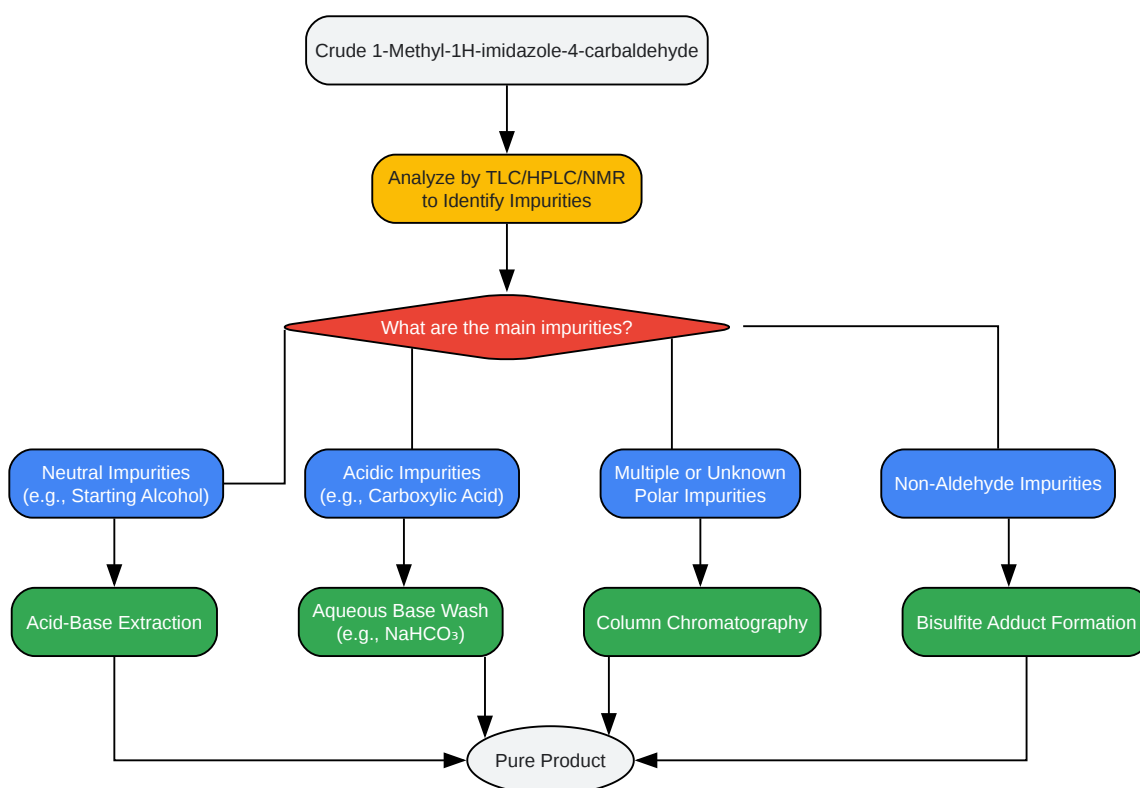 Crude 1-Methyl-1H-imidazole-4-carbaldehyde
Analyze by TLC/HPLC/NMR
to Identify Impurities
What are the main impurities?
Neutral Impurities
(e.g., Starting Alcohol)
Acidic Impurities
(e.g., Carboxylic Acid)
Multiple or Unknown
Polar Impurities
Non-Aldehyde Impurities
Acid-Base Extraction
Aqueous Base Wash
(e.g., NaHCO₃)
Column Chromatography
Bisulfite Adduct Formation
Pure Product